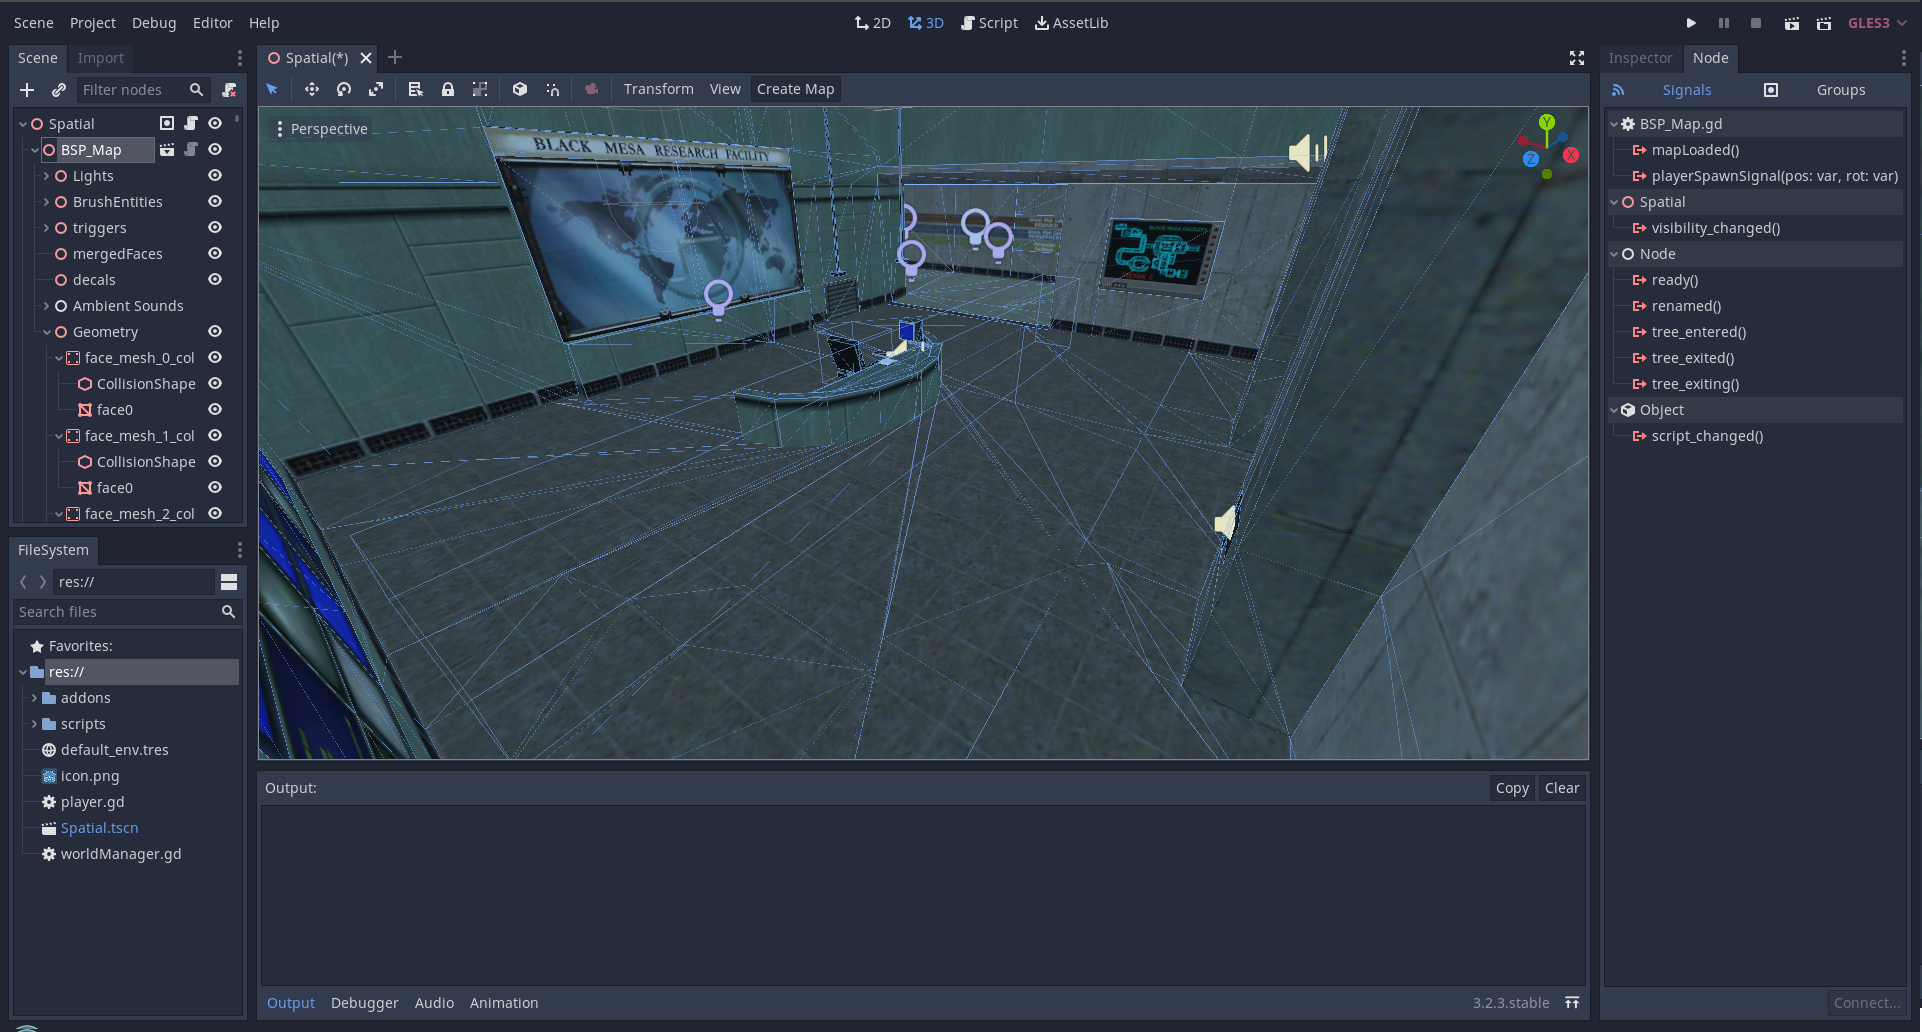 Scene Project Debug Editor Help
2D 3D Script AssetLib
GLES3
Scene Import
Spatial(*)
Inspector Node
Filter nodes
Transform View Create Map
Signals Groups
Perspective
BLACK MESA RESEARCH FACILITY
BLACK MESA FACILITY
SECTOR C
Y
Z
X
Spatial
BSP_Map
Lights
BrushEntities
triggers
mergedFaces
decals
Ambient Sounds
Geometry
face_mesh_0_col
CollisionShape
face0
face_mesh_1_col
CollisionShape
face0
face_mesh_2_col
BSP_Map.gd
mapLoaded()
playerSpawnSignal(pos: var, rot: var)
Spatial
visibility_changed()
Node
ready()
renamed()
tree_entered()
tree_exited()
tree_exiting()
Object
script_changed()
FileSystem
res://
Search files
Favorites:
res://
addons
scripts
default_env.tres
icon.png
player.gd
Spatial.tscn
worldManager.gd
Output:
Copy Clear
Output Debugger Audio Animation
3.2.3.stable
Connect...